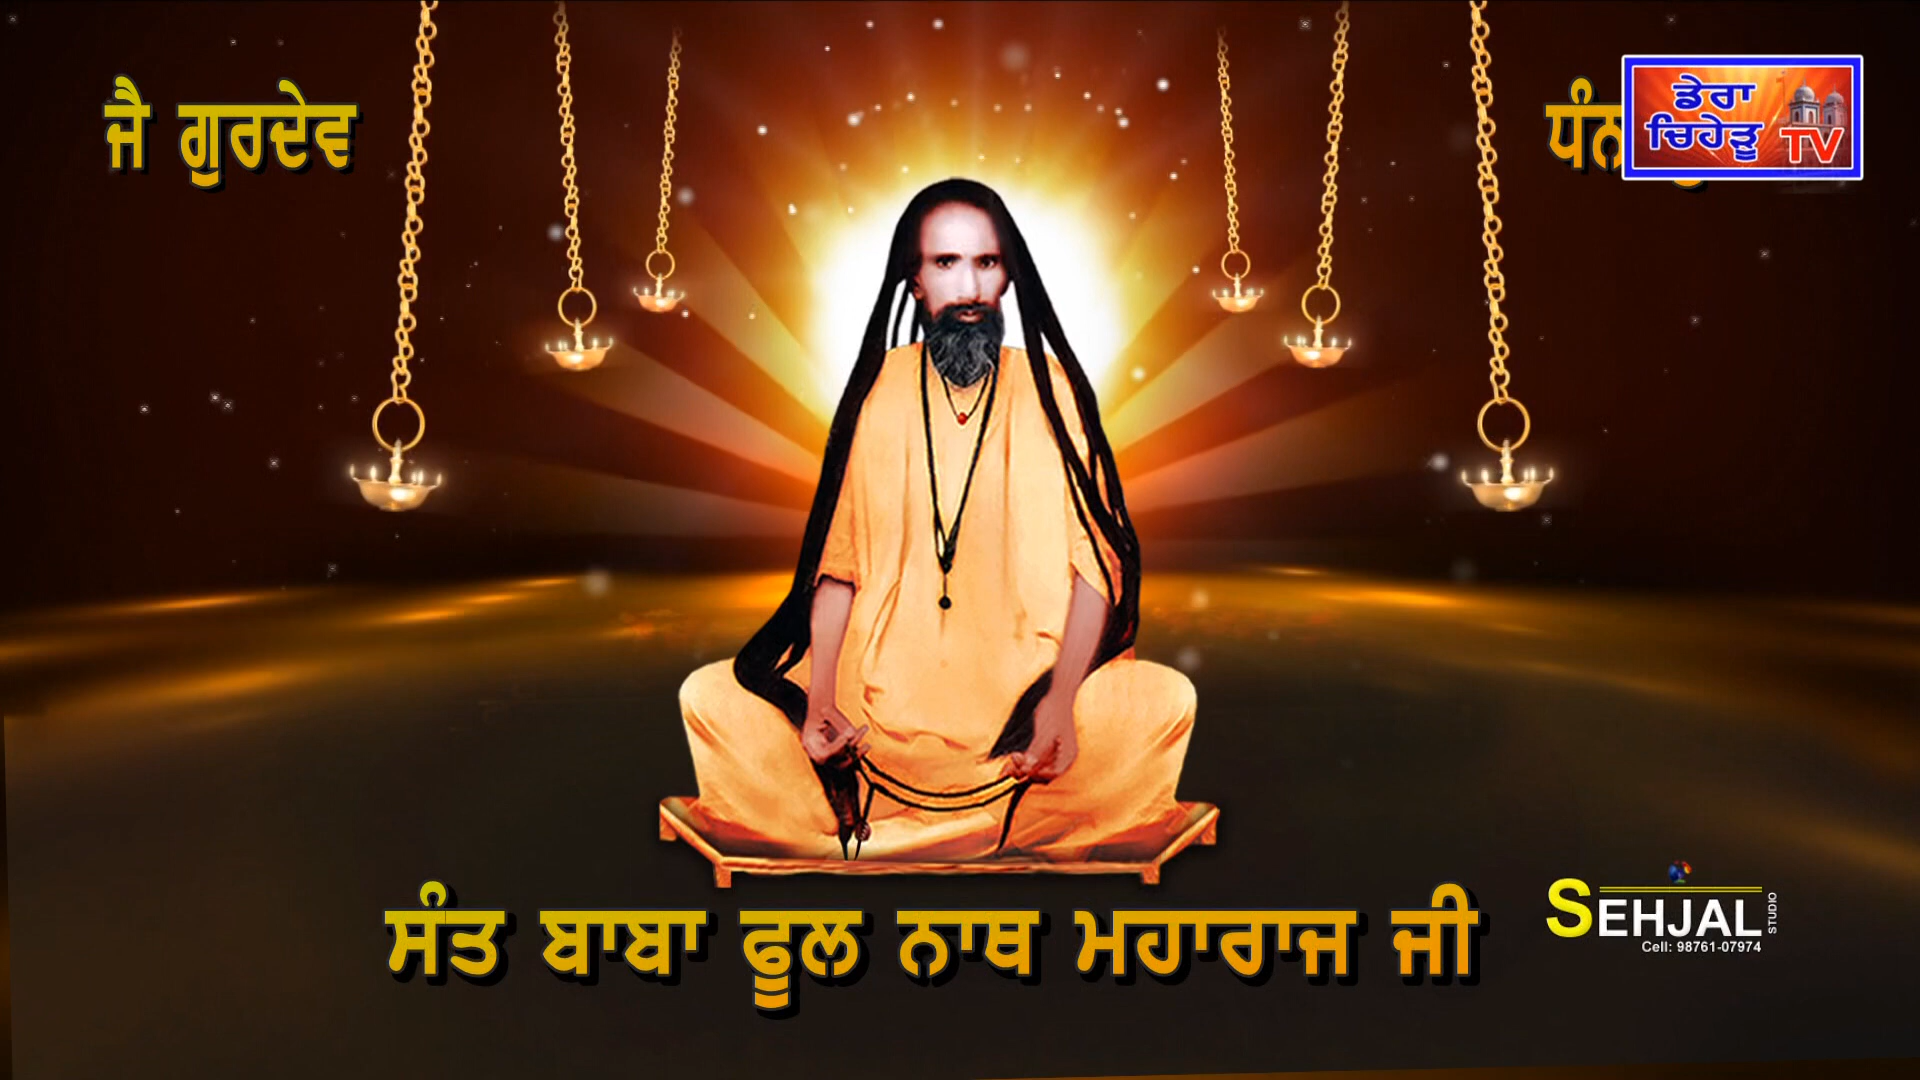 ਜੈ ਗੁਰਦੇਵ
ਡੇਰਾ
ਚਿਹੇੜੂ TV
ਸੰਤ ਬਾਬਾ ਫੂਲ ਨਾਥ ਮਹਾਰਾਜ ਜੀ
SEHJAL STUDIO
Cell: 98761-07974